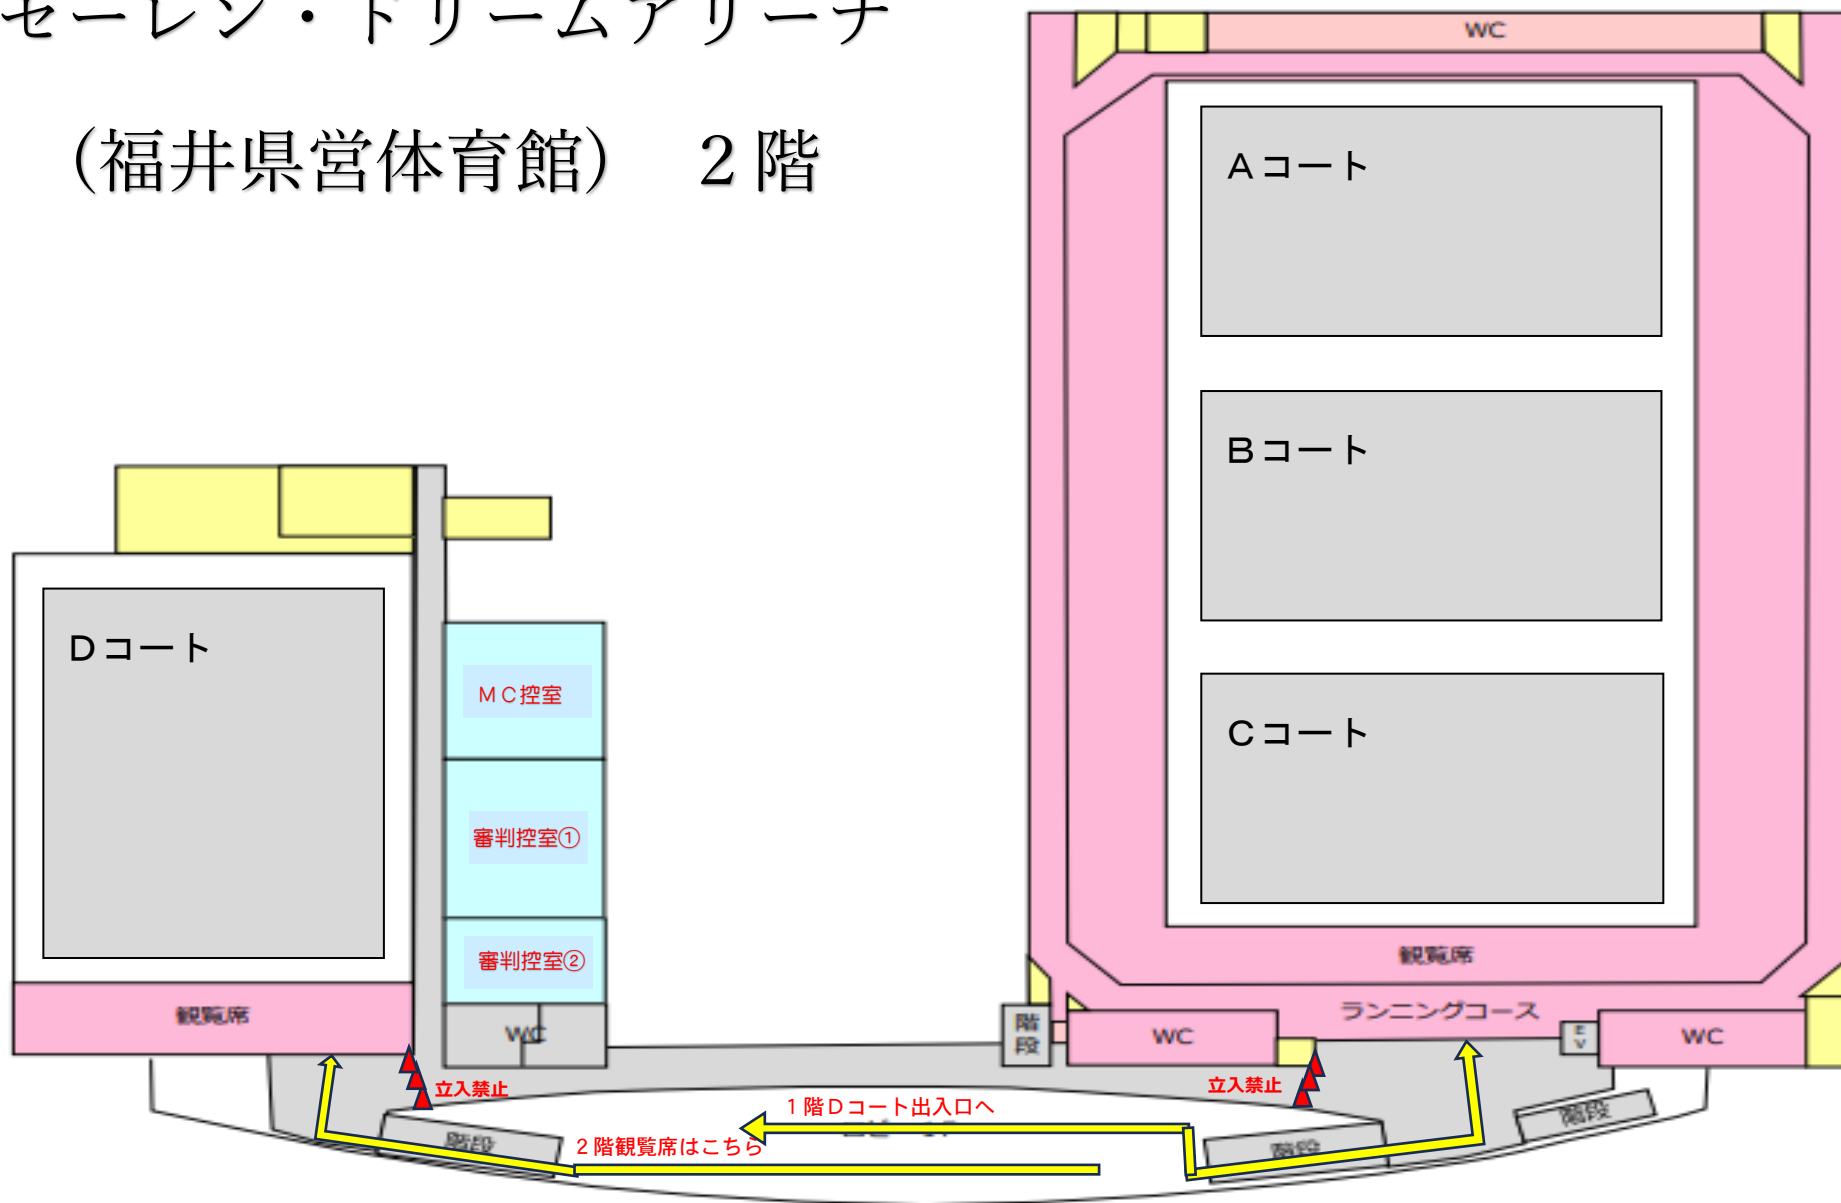 セーレン・ドリームアリーナ
（福井県営体育館）　２階
WC
Aコート
Bコート
Cコート
Dコート
MC控室
審判控室①
審判控室②
観覧席
観覧席
ランニングコース
WC
階段
WC
EV
WC
立入禁止
立入禁止
１階Dコート出入口へ
２階観覧席はこちら
階段
階段
階段